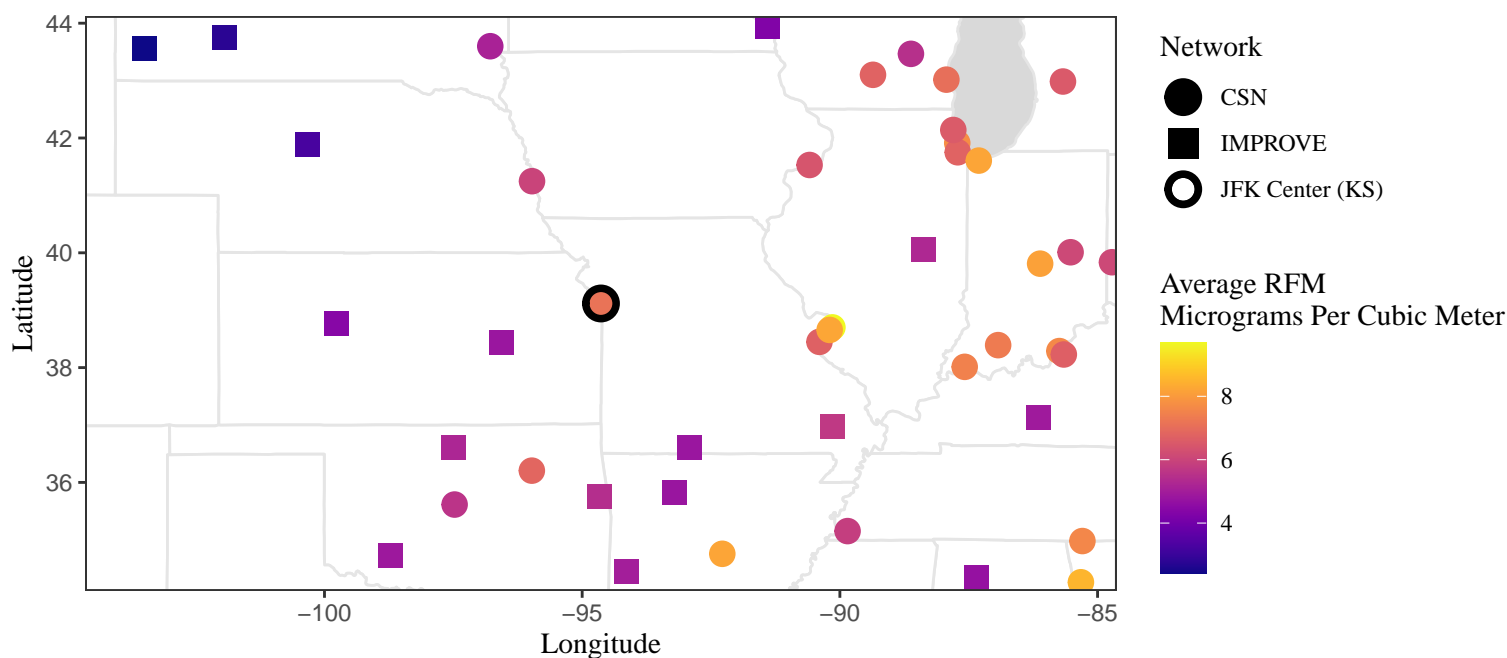 44
42
40
38
36
Latitude
−100
−95
−90
−85
Longitude
Network
CSN
IMPROVE
JFK Center (KS)
Average RFM
Micrograms Per Cubic Meter
8
6
4